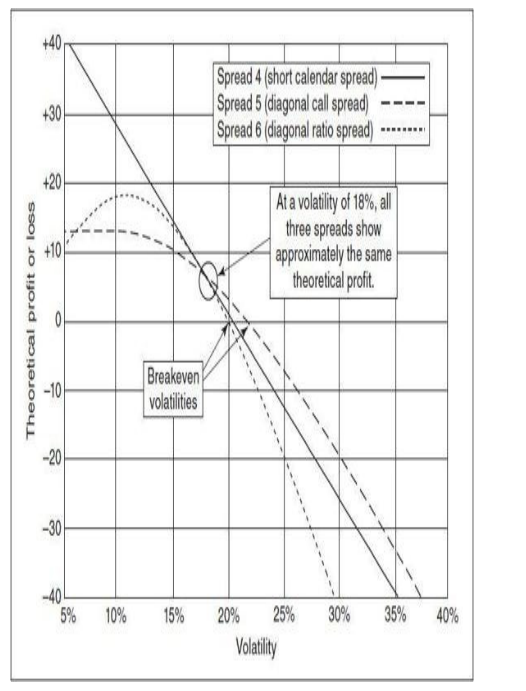 +40
+30
+20
+10
0
−10
−20
−30
−40
Theoretical profit or loss
Spread 4 (short calendar spread)
Spread 5 (diagonal call spread)
Spread 6 (diagonal ratio spread)
At a volatility of 18%, all
three spreads show
approximately the same
theoretical profit.
Breakeven
volatilities
5% 10% 15% 20% 25% 30% 35% 40%
Volatility